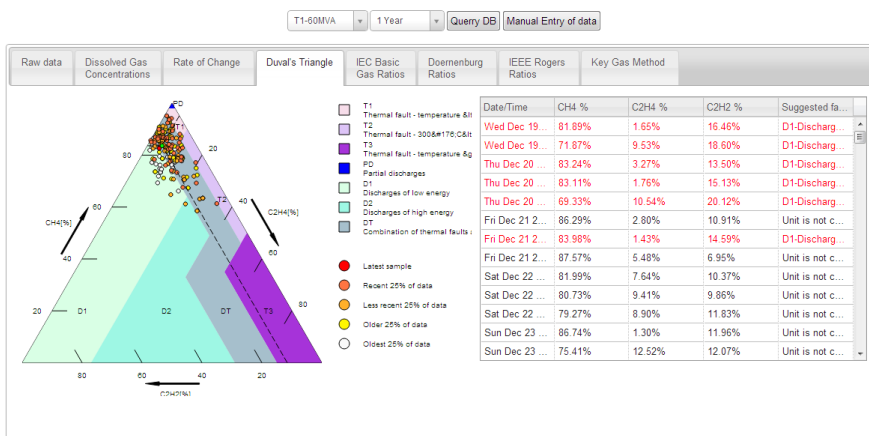 T1-60MVA
1 Year
Querry DB
Manual Entry of data
Raw data
Dissolved Gas
Concentrations
Rate of Change
Duval's Triangle
IEC Basic
Gas Ratios
Doernenburg
Ratios
IEEE Rogers
Ratios
Key Gas Method
PD
T1
80
20
60
T2
40
CH4[%]
C2H4[%]
40
60
20
D1
D2
DT
T3
80
80
60
40
20
C2H2[%]
T1
Thermal fault - temperature &lt
T2
Thermal fault - 300&#176;C&lt
T3
Thermal fault - temperature &g
PD
Partial discharges
D1
Discharges of low energy
D2
Discharges of high energy
DT
Combination of thermal faults
Latest sample
Recent 25% of data
Less recent 25% of data
Older 25% of data
Oldest 25% of data
Date/Time CH4 % C2H4 % C2H2 % Suggested fa...
Wed Dec 19... 81.89% 1.65% 16.46% D1-Discharg...
Wed Dec 19... 71.87% 9.53% 18.60% D1-Discharg...
Thu Dec 20 ... 83.24% 3.27% 13.50% D1-Discharg...
Thu Dec 20 ... 83.11% 1.76% 15.13% D1-Discharg...
Thu Dec 20 ... 69.33% 10.54% 20.12% D1-Discharg...
Fri Dec 21 2... 86.29% 2.80% 10.91% Unit is not c...
Fri Dec 21 2... 83.98% 1.43% 14.59% D1-Discharg...
Fri Dec 21 2... 87.57% 5.48% 6.95% Unit is not c...
Sat Dec 22 ... 81.99% 7.64% 10.37% Unit is not c...
Sat Dec 22 ... 80.73% 9.41% 9.86% Unit is not c...
Sat Dec 22 ... 79.27% 8.90% 11.83% Unit is not c...
Sun Dec 23 ... 86.74% 1.30% 11.96% Unit is not c...
Sun Dec 23 ... 75.41% 12.52% 12.07% Unit is not c...